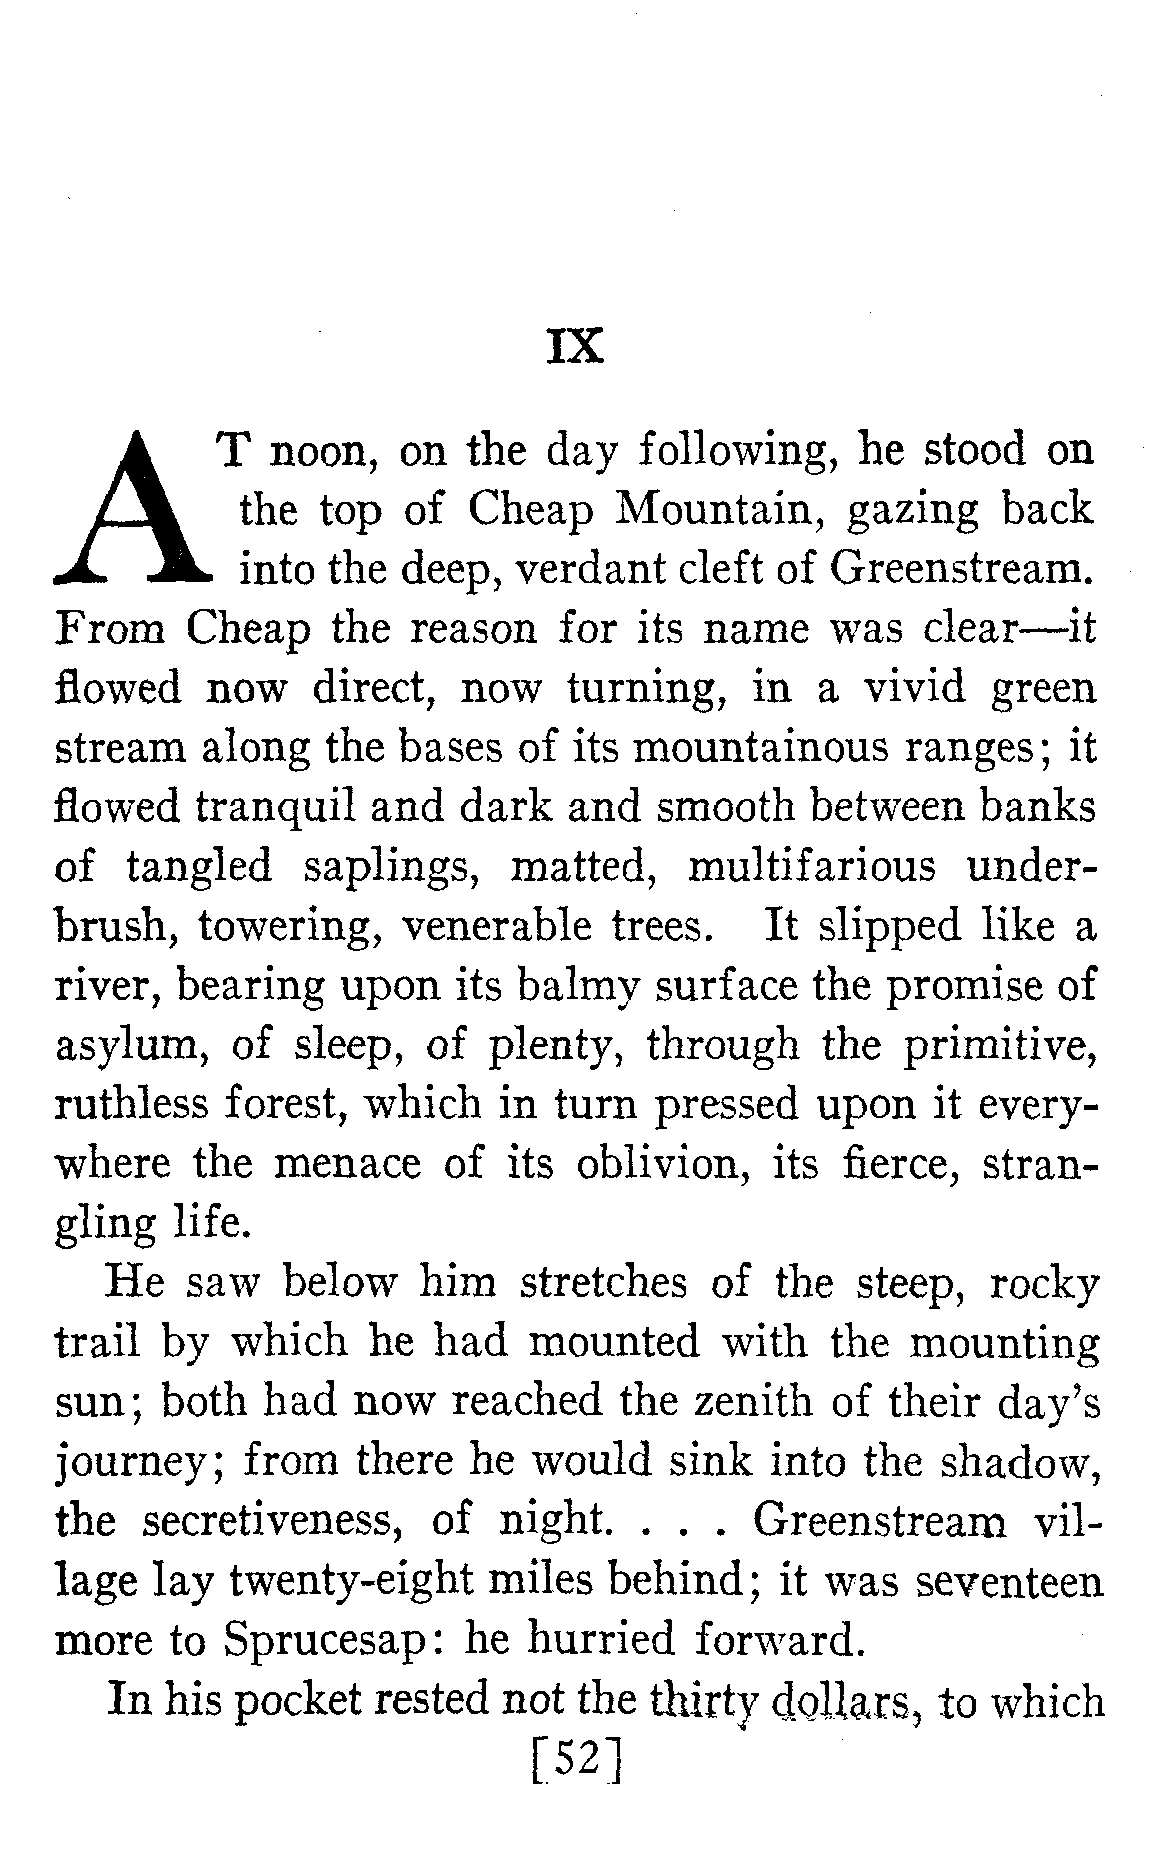 IX
AT noon, on the day following, he stood on
the top of Cheap Mountain, gazing back
into the deep, verdant cleft of Greenstream.
From Cheap the reason for its name was clear—it
flowed now direct, now turning, in a vivid green
stream along the bases of its mountainous ranges; it
flowed tranquil and dark and smooth between banks
of tangled saplings, matted, multifarious under-
brush, towering, venerable trees. It slipped like a
river, bearing upon its balmy surface the promise of
asylum, of sleep, of plenty, through the primitive,
ruthless forest, which in turn pressed upon it every-
where the menace of its oblivion, its fierce, stran-
gling life.
He saw below him stretches of the steep, rocky
trail by which he had mounted with the mounting
sun; both had now reached the zenith of their day's
journey; from there he would sink into the shadow,
the secretiveness, of night. . . . Greenstream vil-
lage lay twenty-eight miles behind; it was seventeen
more to Sprucesap: he hurried forward.
In his pocket rested not the thirty dollars, to which
[52]